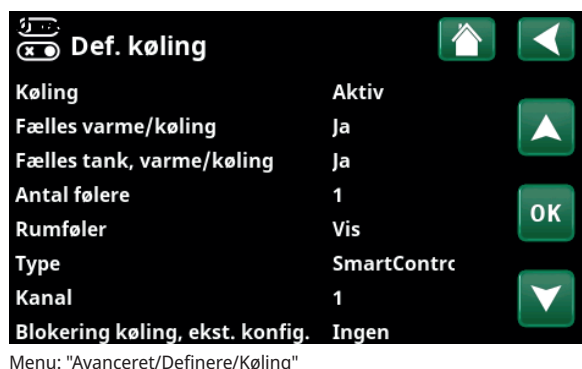 Def. køling
Køling Aktiv
Fælles varme/køling Ja
Fælles tank, varme/køling Ja
Antal følere 1
Rumføler Vis
OK
Type SmartContrc
Kanal 1
Blokering køling, ekst. konfig. Ingen
Menu: "Avanceret/Definere/Køling"